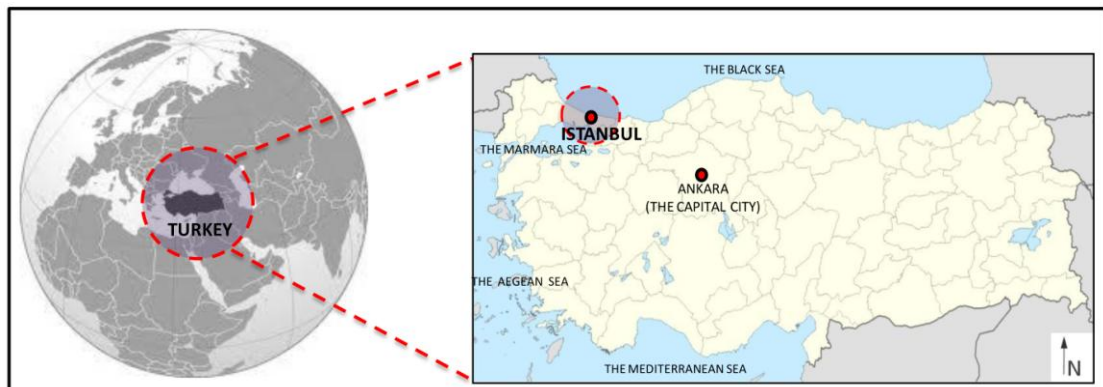 TURKEY
THE BLACK SEA
ISTANBUL
THE MARMARA SEA
ANKARA
(THE CAPITAL CITY)
THE AEGEAN SEA
THE MEDITERRANEAN SEA
N